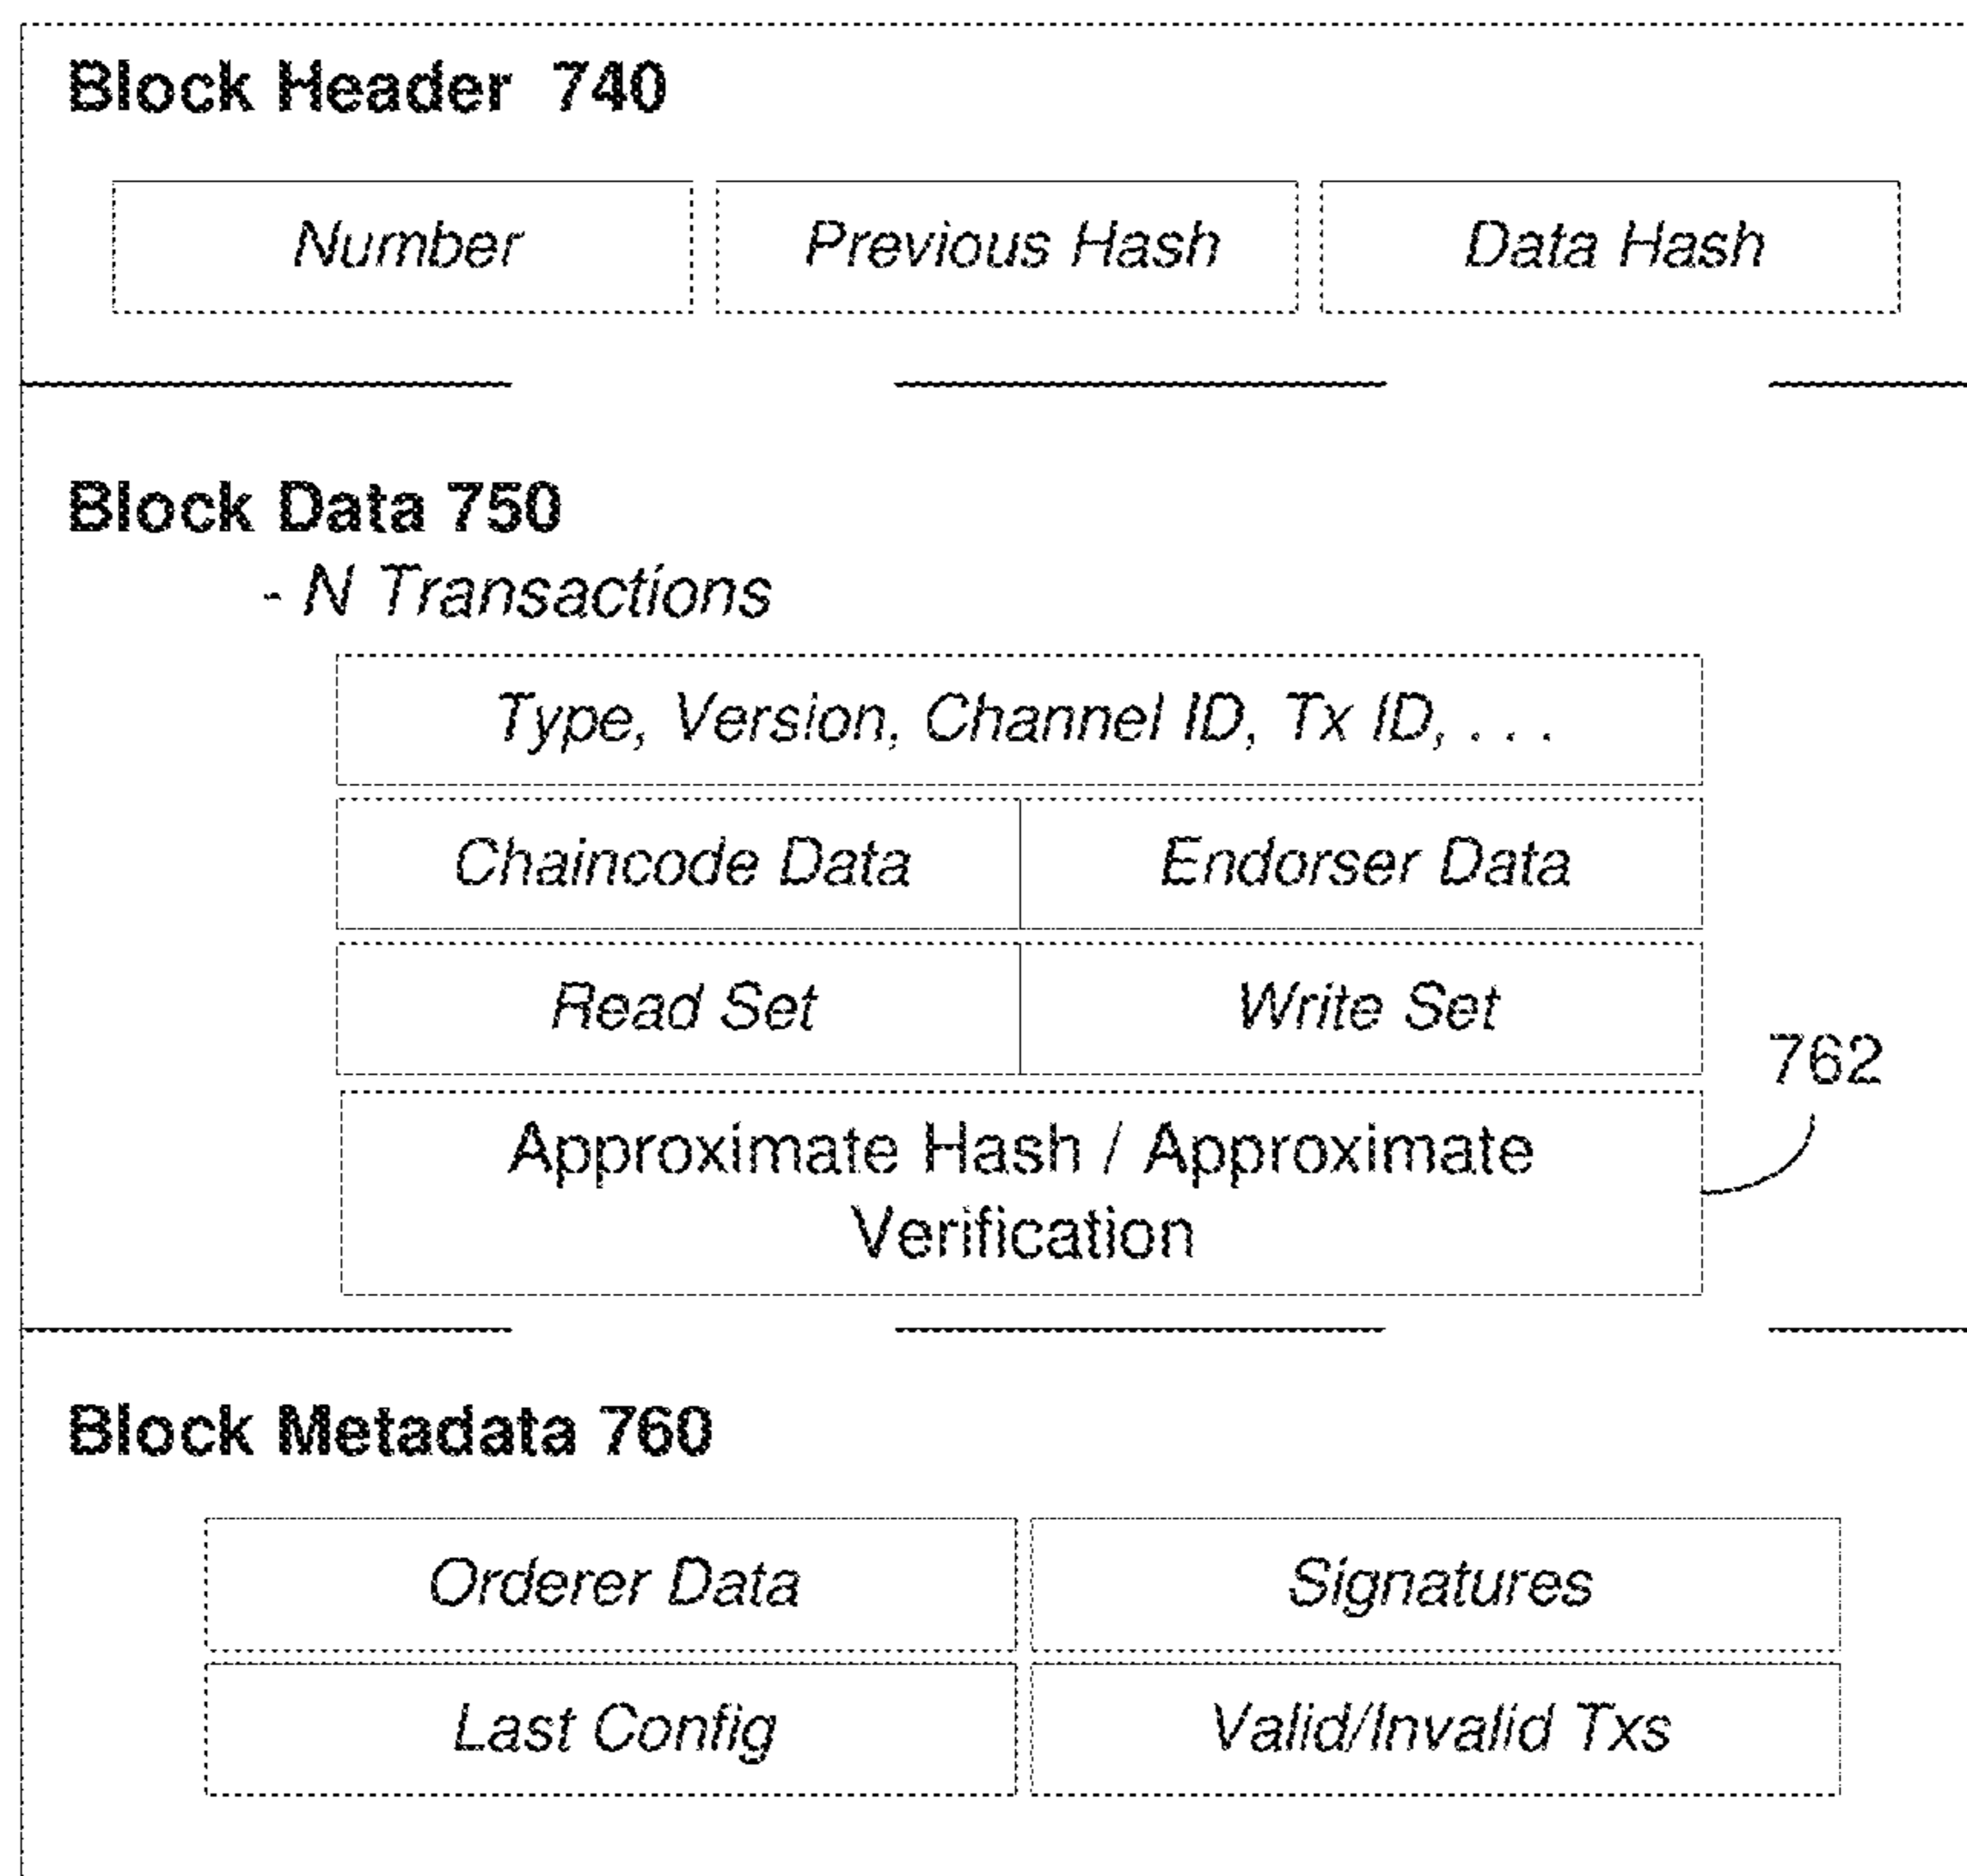 Block Header 740
Number
Previous Hash
Data Hash
Block Data 750
- N Transactions
Type, Version, Channel ID, Tx ID, . . .
Chaincode Data
Endorser Data
Read Set
Write Set
762
Approximate Hash / Approximate
Verification
Block Metadata 760
Orderer Data
Signatures
Last Config
Valid/Invalid Txs